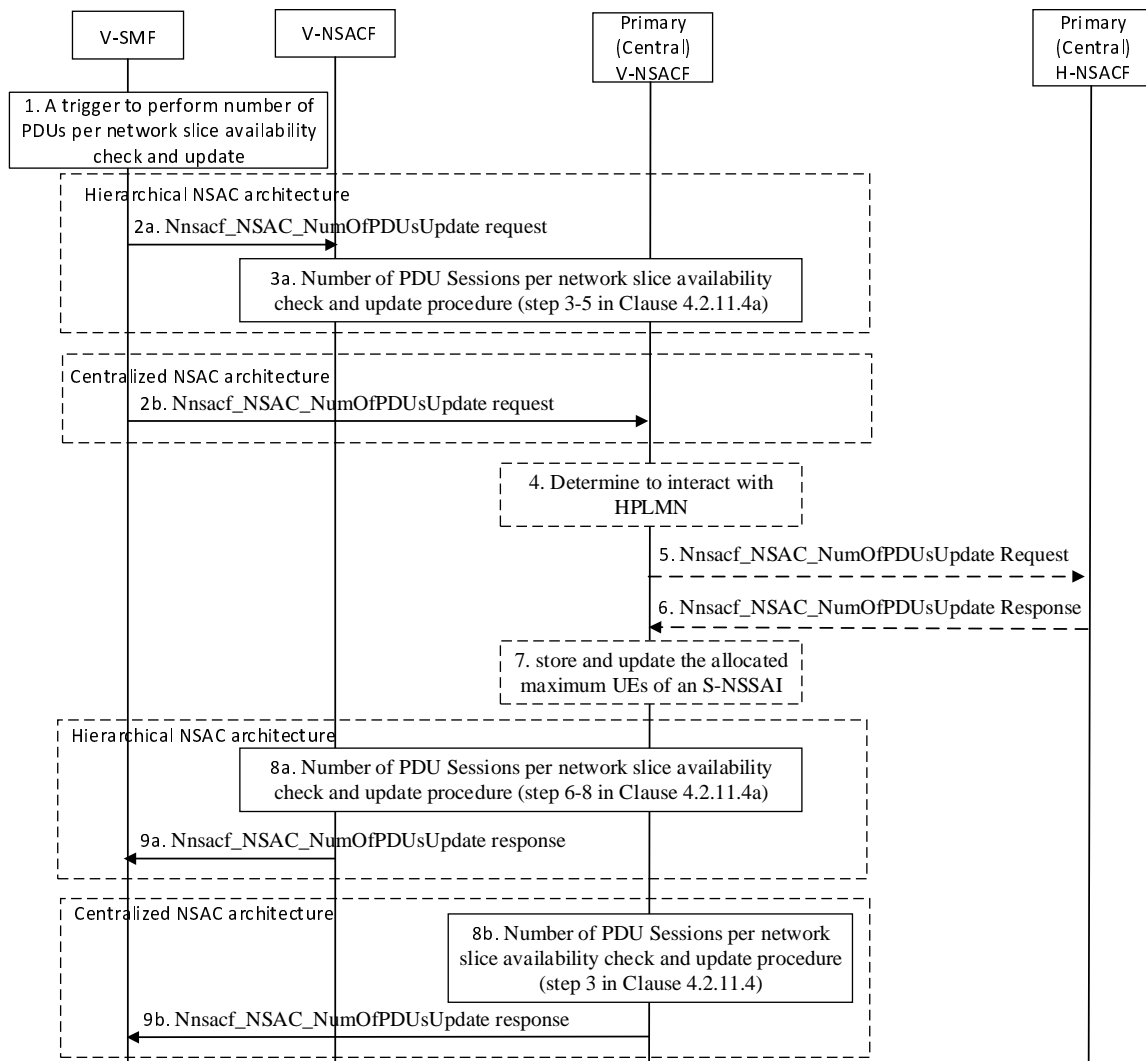 V-SMF
V-NSACF
Primary
(Central)
V-NSACF
Primary
(Central)
H-NSACF
1. A trigger to perform number of
PDUs per network slice availability
check and update
Hierarchical NSAC architecture
2a. Nnsacf_NSAC_NumOfPDUsUpdate request
3a. Number of PDU Sessions per network slice availability
check and update procedure (step 3-5 in Clause 4.2.11.4a)
Centralized NSAC architecture
2b. Nnsacf_NSAC_NumOfPDUsUpdate request
4. Determine to interact with
HPLMN
5. Nnsacf_NSAC_NumOfPDUsUpdate Request
6. Nnsacf_NSAC_NumOfPDUsUpdate Response
7. store and update the allocated
maximum UEs of an S-NSSAI
Hierarchical NSAC architecture
8a. Number of PDU Sessions per network slice availability
check and update procedure (step 6-8 in Clause 4.2.11.4a)
9a. Nnsacf_NSAC_NumOfPDUsUpdate response
Centralized NSAC architecture
8b. Number of PDU Sessions per network
slice availability check and update procedure
(step 3 in Clause 4.2.11.4)
9b. Nnsacf_NSAC_NumOfPDUsUpdate response